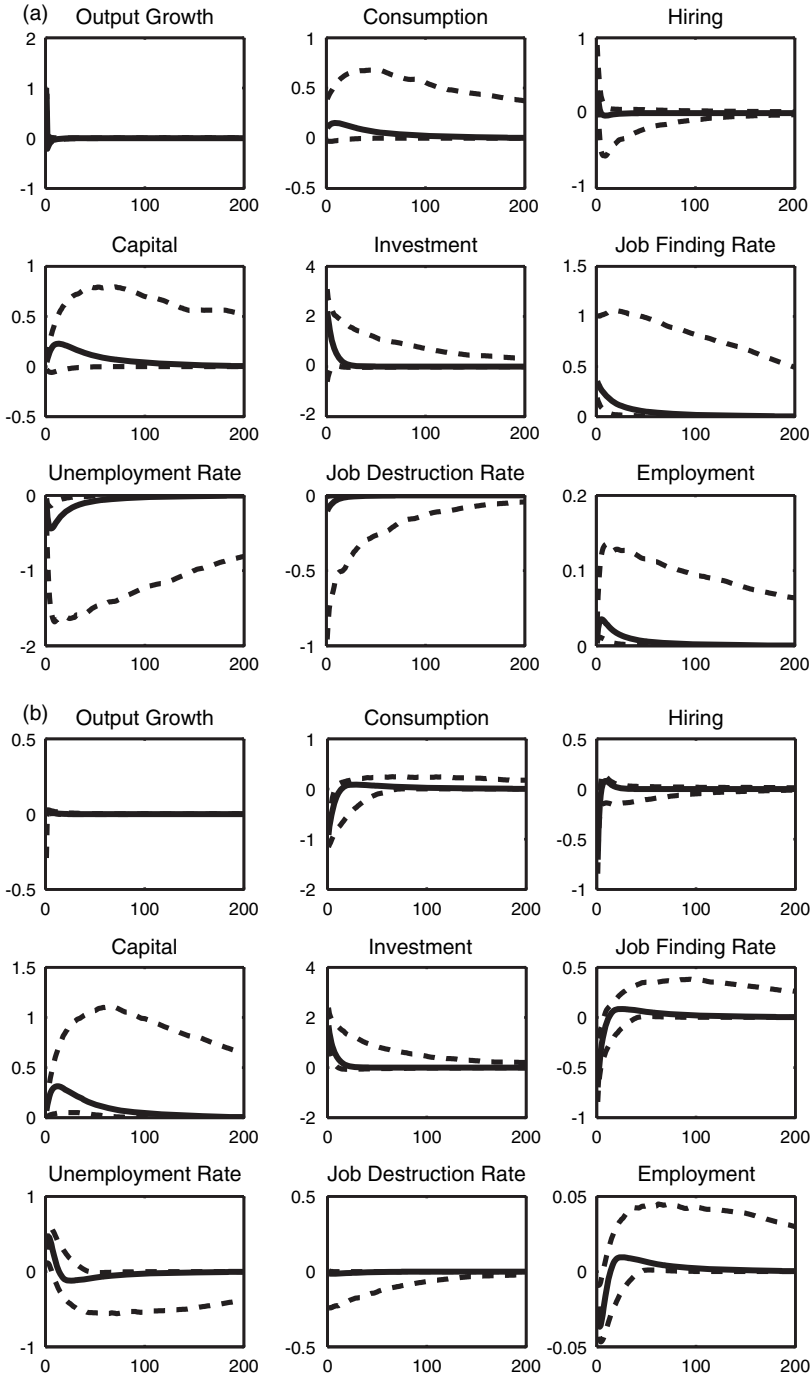 (a)
Output Growth
2
1
0
-1
0 100 200
Consumption
1
0.5
0
-0.5
0 100 200
Hiring
1
0
1
0 100 200
Capital
1
0.5
0
-0.5
0 100 200
Investment
4
2
0
-2
0 100 200
Job Finding Rate
1.5
1
0.5
0
0 100 200
Unemployment Rate
0
-1
-2
0 100 200
Job Destruction Rate
0
-0.5
-1
0 100 200
Employment
0.2
0.1
0
0 100 200
(b)
Output Growth
0.5
0
-0.5
0 100 200
Consumption
1
0
-1
-2
0 100 200
Hiring
0.5
0
-0.5
-1
0 100 200
Capital
1.5
1
0.5
0
0 100 200
Investment
4
2
0
-2
0 100 200
Job Finding Rate
0.5
0
-0.5
-1
0 100 200
Unemployment Rate
1
0
-1
0 100 200
Job Destruction Rate
0.5
0
0.5
0 100 200
Employment
0.05
0
-0.05
0 100 200